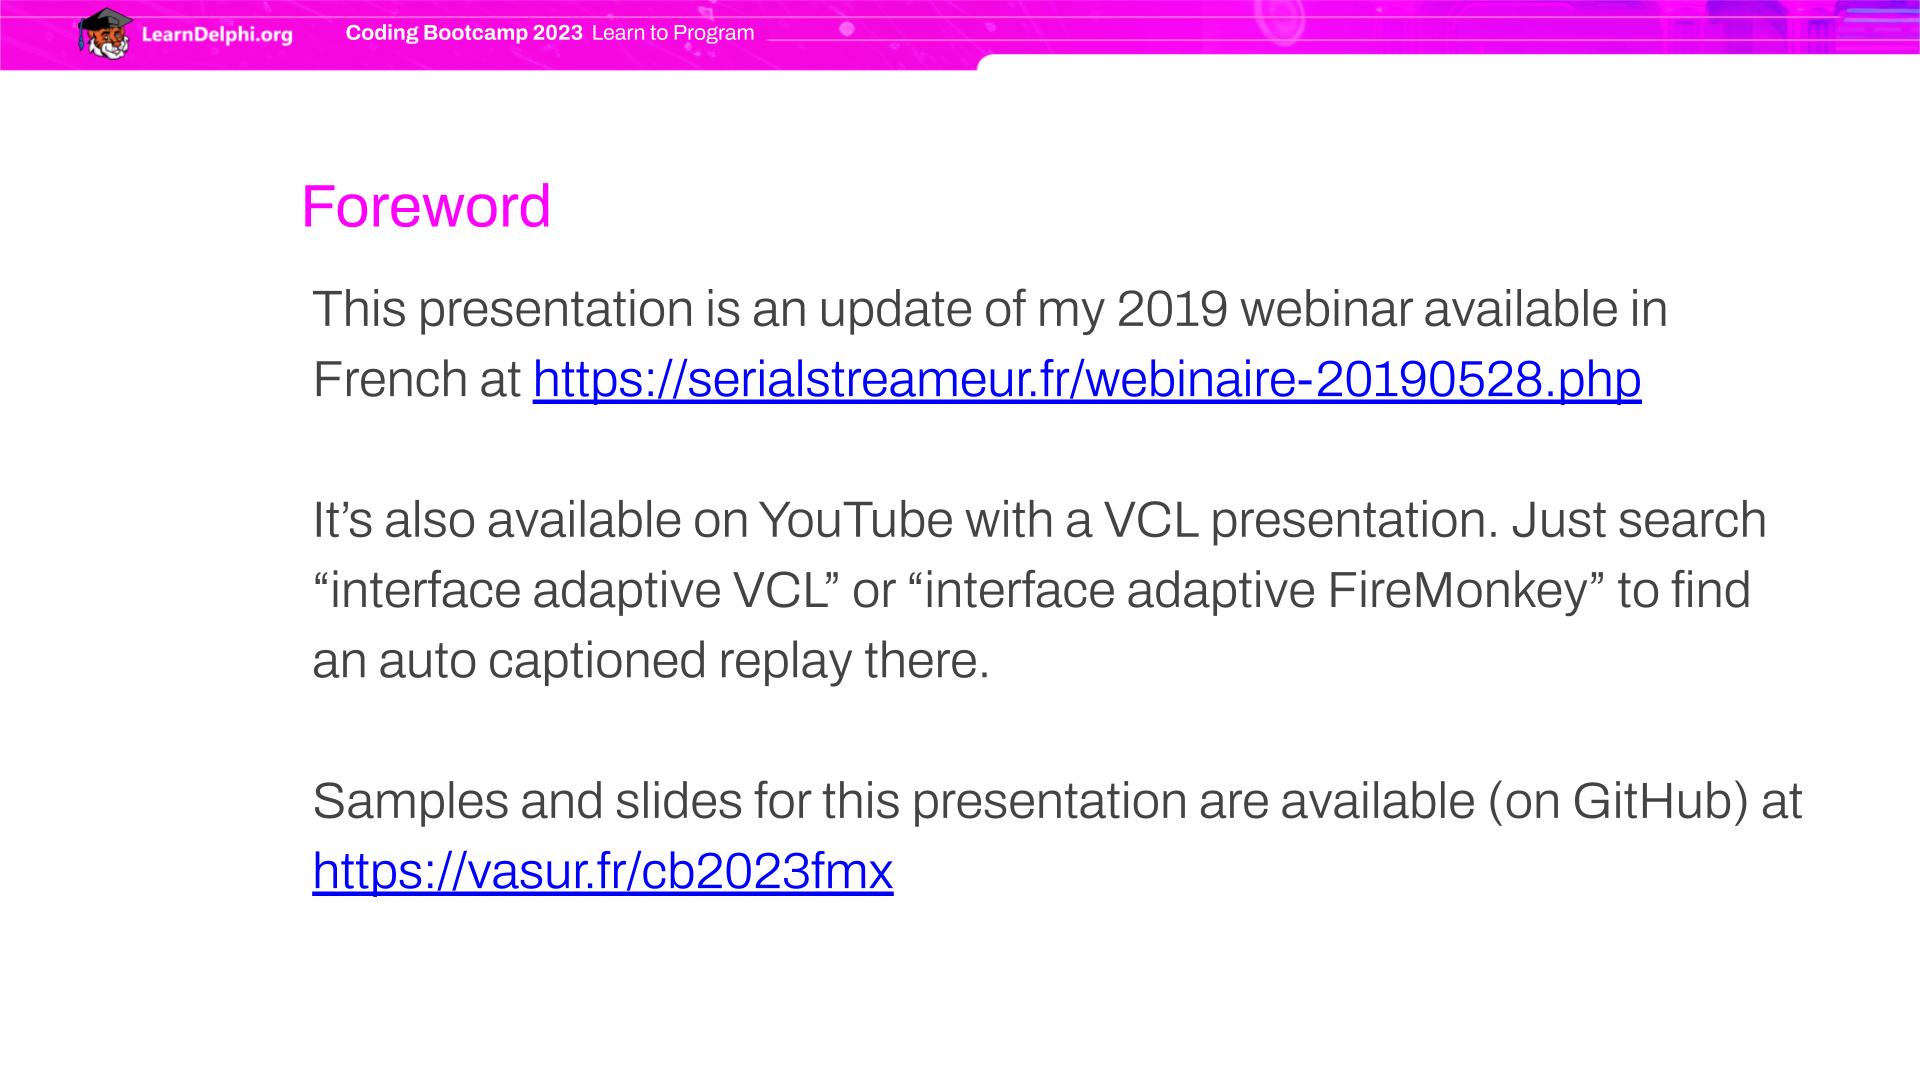 LearnDelphi.org
Coding Bootcamp 2023 Learn to Program
Foreword
This presentation is an update of my 2019 webinar available in
French at https://serialstreameur.fr/webinaire-20190528.php
It’s also available on YouTube with a VCL presentation. Just search
“interface adaptive VCL” or “interface adaptive FireMonkey” to find
an auto captioned replay there.
Samples and slides for this presentation are available (on GitHub) at
https://vasur.fr/cb2023fmx